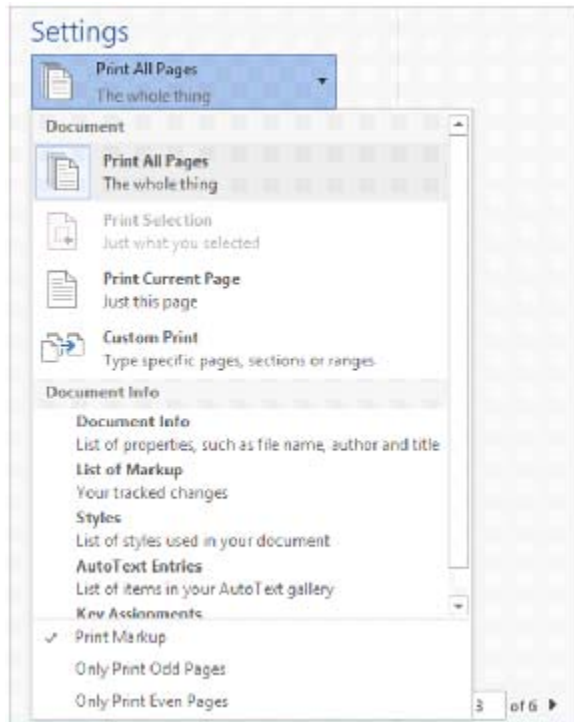 Settings
Print All Pages
The whole thing
Document
Print All Pages
The whole thing
Print Selection
Just what you selected
Print Current Page
Just this page
Custom Print
Type specific pages, sections or ranges
Document Info
Document Info
List of properties, such as file name, author and title
List of Markup
Your tracked changes
Styles
List of styles used in your document
AutoText Entries
List of items in your AutoText gallery
Key Assignments
Print Markup
Only Print Odd Pages
Only Print Even Pages
3 of 6